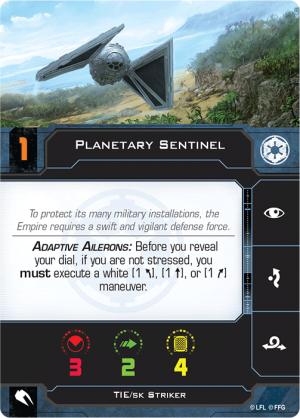 1 PLANETARY SENTINEL
To protect its many military installations, the
Empire requires a swift and vigilant defense force.
ADAPTIVE AILERONS: Before you reveal
your dial, if you are not stressed, you
must execute a white [1 ↰], [1 ↑], or [1 ↱]
maneuver.
3 2 4
TIE/SK STRIKER
© LFL © FFG